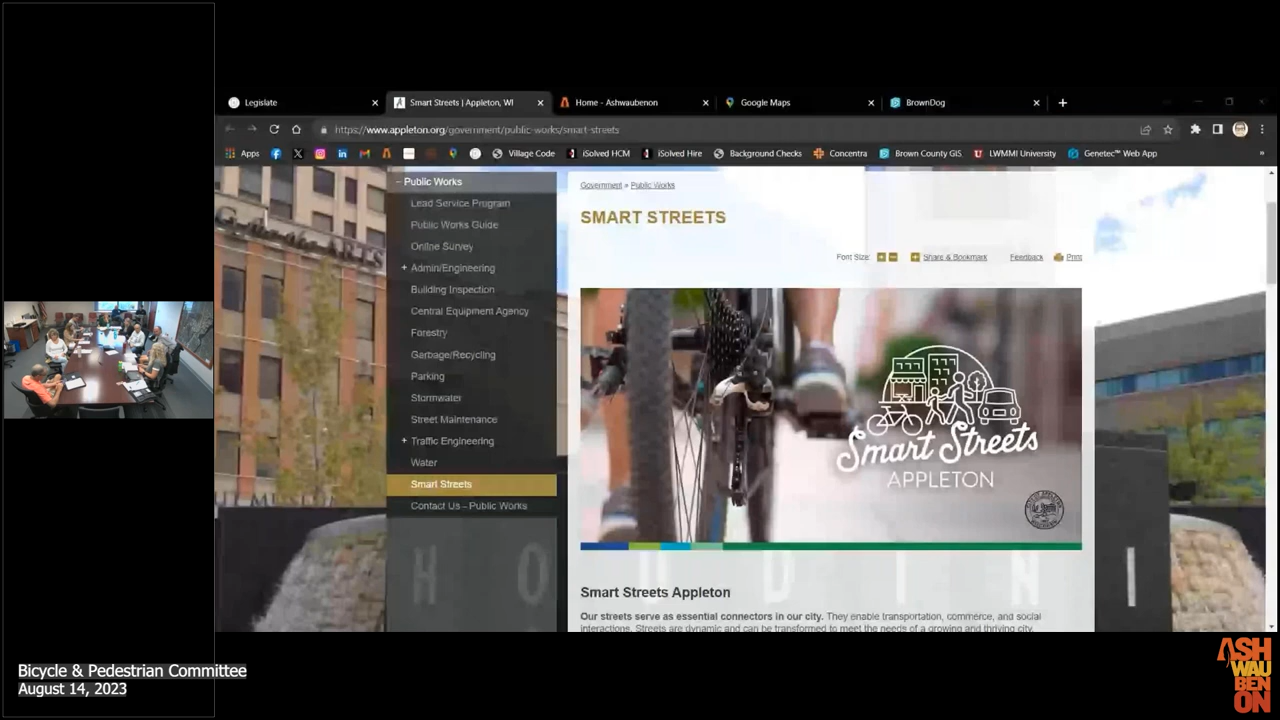 Legislate
Smart Streets | Appleton, WI
Home - Ashwaubenon
Google Maps
BrownDog
https://www.appleton.org/government/public-works/smart-streets
Apps
Village Code
iSolved HCM
iSolved Hire
Background Checks
Concentra
Brown County GIS
LWMMI University
Genetec™ Web App
Public Works
Lead Service Program
Public Works Guide
Online Survey
Admin/Engineering
Building Inspection
Central Equipment Agency
Forestry
Garbage/Recycling
Parking
Stormwater
Street Maintenance
Traffic Engineering
Water
Smart Streets
Contact Us - Public Works
Government » Public Works
SMART STREETS
Font Size:
Share & Bookmark
Feedback
Print
Smart Streets
APPLETON
Smart Streets Appleton
Our streets serve as essential connectors in our city. They enable transportation, commerce, and social
interactions. Streets are dynamic and can be transformed to meet the needs of a growing and thriving city.
HOUDINI
Bicycle & Pedestrian Committee
August 14, 2023
ASH
WAU
BEN
ON